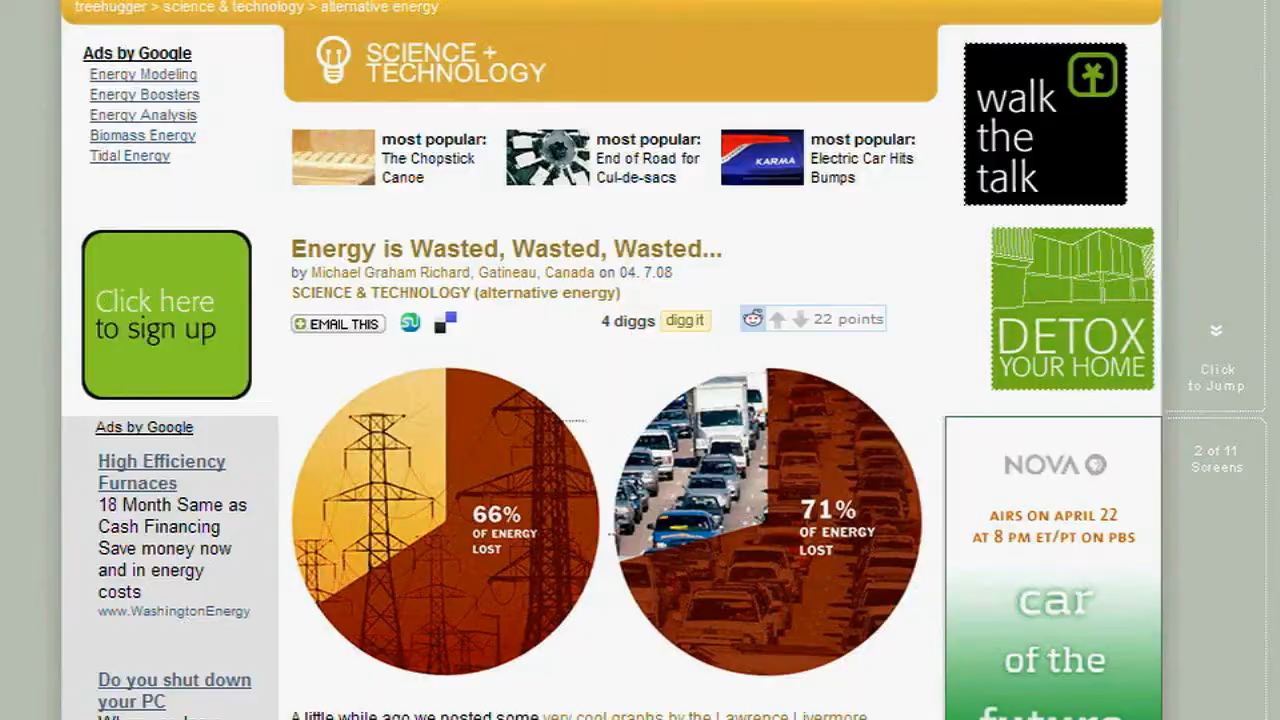 treehugger > science & technology > alternative energy
Ads by Google
Energy Modeling
Energy Boosters
Energy Analysis
Biomass Energy
Tidal Energy
SCIENCE +
TECHNOLOGY
most popular:
The Chopstick
Canoe
most popular:
End of Road for
Cul-de-sacs
KARMA
most popular:
Electric Car Hits
Bumps
walk
the
talk
Click here
to sign up
Energy is Wasted, Wasted, Wasted...
by Michael Graham Richard, Gatineau, Canada on 04. 7.08
SCIENCE & TECHNOLOGY (alternative energy)
EMAIL THIS
4 diggs digg it
22 points
DETOX
YOUR HOME
Click
to Jump
2 of 11
Screens
Ads by Google
High Efficiency
Furnaces
18 Month Same as
Cash Financing
Save money now
and in energy
costs
www.WashingtonEnergy
Do you shut down
your PC
66%
OF ENERGY
LOST
71%
OF ENERGY
LOST
NOVA
AIRS ON APRIL 22
AT 8 PM ET/PT ON PBS
car
of the
future
A little while ago we posted some very cool graphs by the Lawrence Livermore